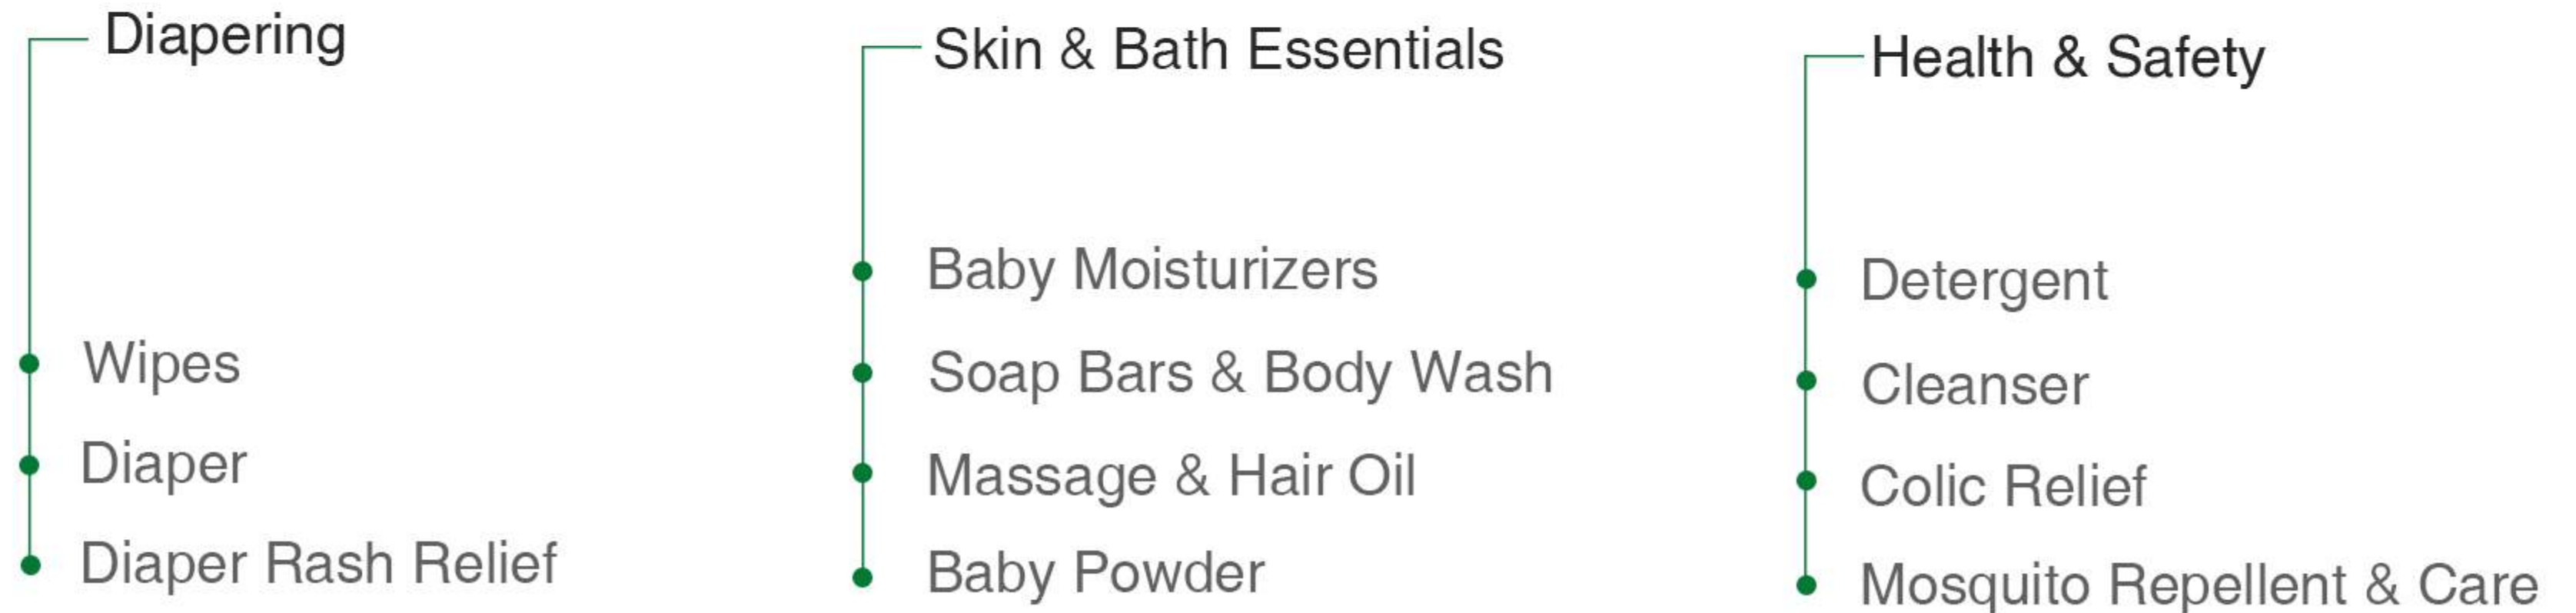 Diapering
Wipes
Diaper
Diaper Rash Relief
Skin & Bath Essentials
Baby Moisturizers
Soap Bars & Body Wash
Massage & Hair Oil
Baby Powder
Health & Safety
Detergent
Cleanser
Colic Relief
Mosquito Repellent & Care